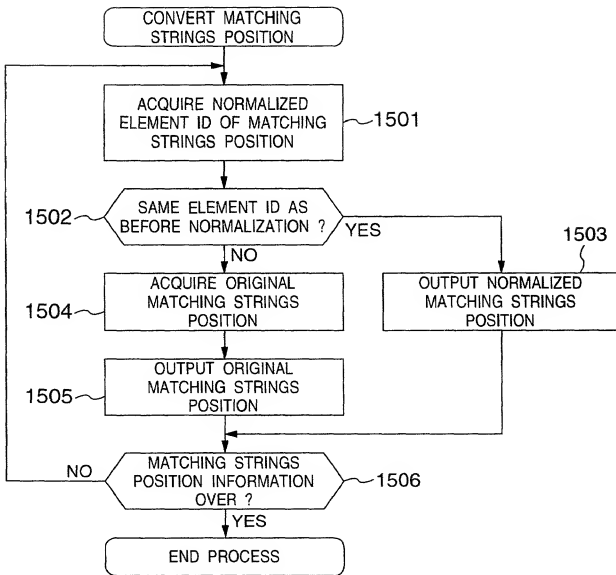 CONVERT MATCHING
STRINGS POSITION
ACQUIRE NORMALIZED
ELEMENT ID OF MATCHING
STRINGS POSITION
1501
1502
SAME ELEMENT ID AS
BEFORE NORMALIZATION ?
YES
NO
1503
OUTPUT NORMALIZED
MATCHING STRINGS
POSITION
1504
ACQUIRE ORIGINAL
MATCHING STRINGS
POSITION
1505
OUTPUT ORIGINAL
MATCHING STRINGS
POSITION
NO
MATCHING STRINGS
POSITION INFORMATION
OVER ?
1506
YES
END PROCESS